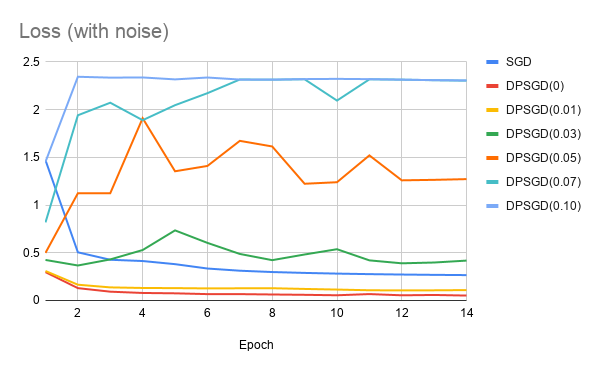 Loss (with noise)
2.5
2
1.5
1
0.5
0
2
4
6
8
10
12
14
Epoch
SGD
DPSGD(0)
DPSGD(0.01)
DPSGD(0.03)
DPSGD(0.05)
DPSGD(0.07)
DPSGD(0.10)